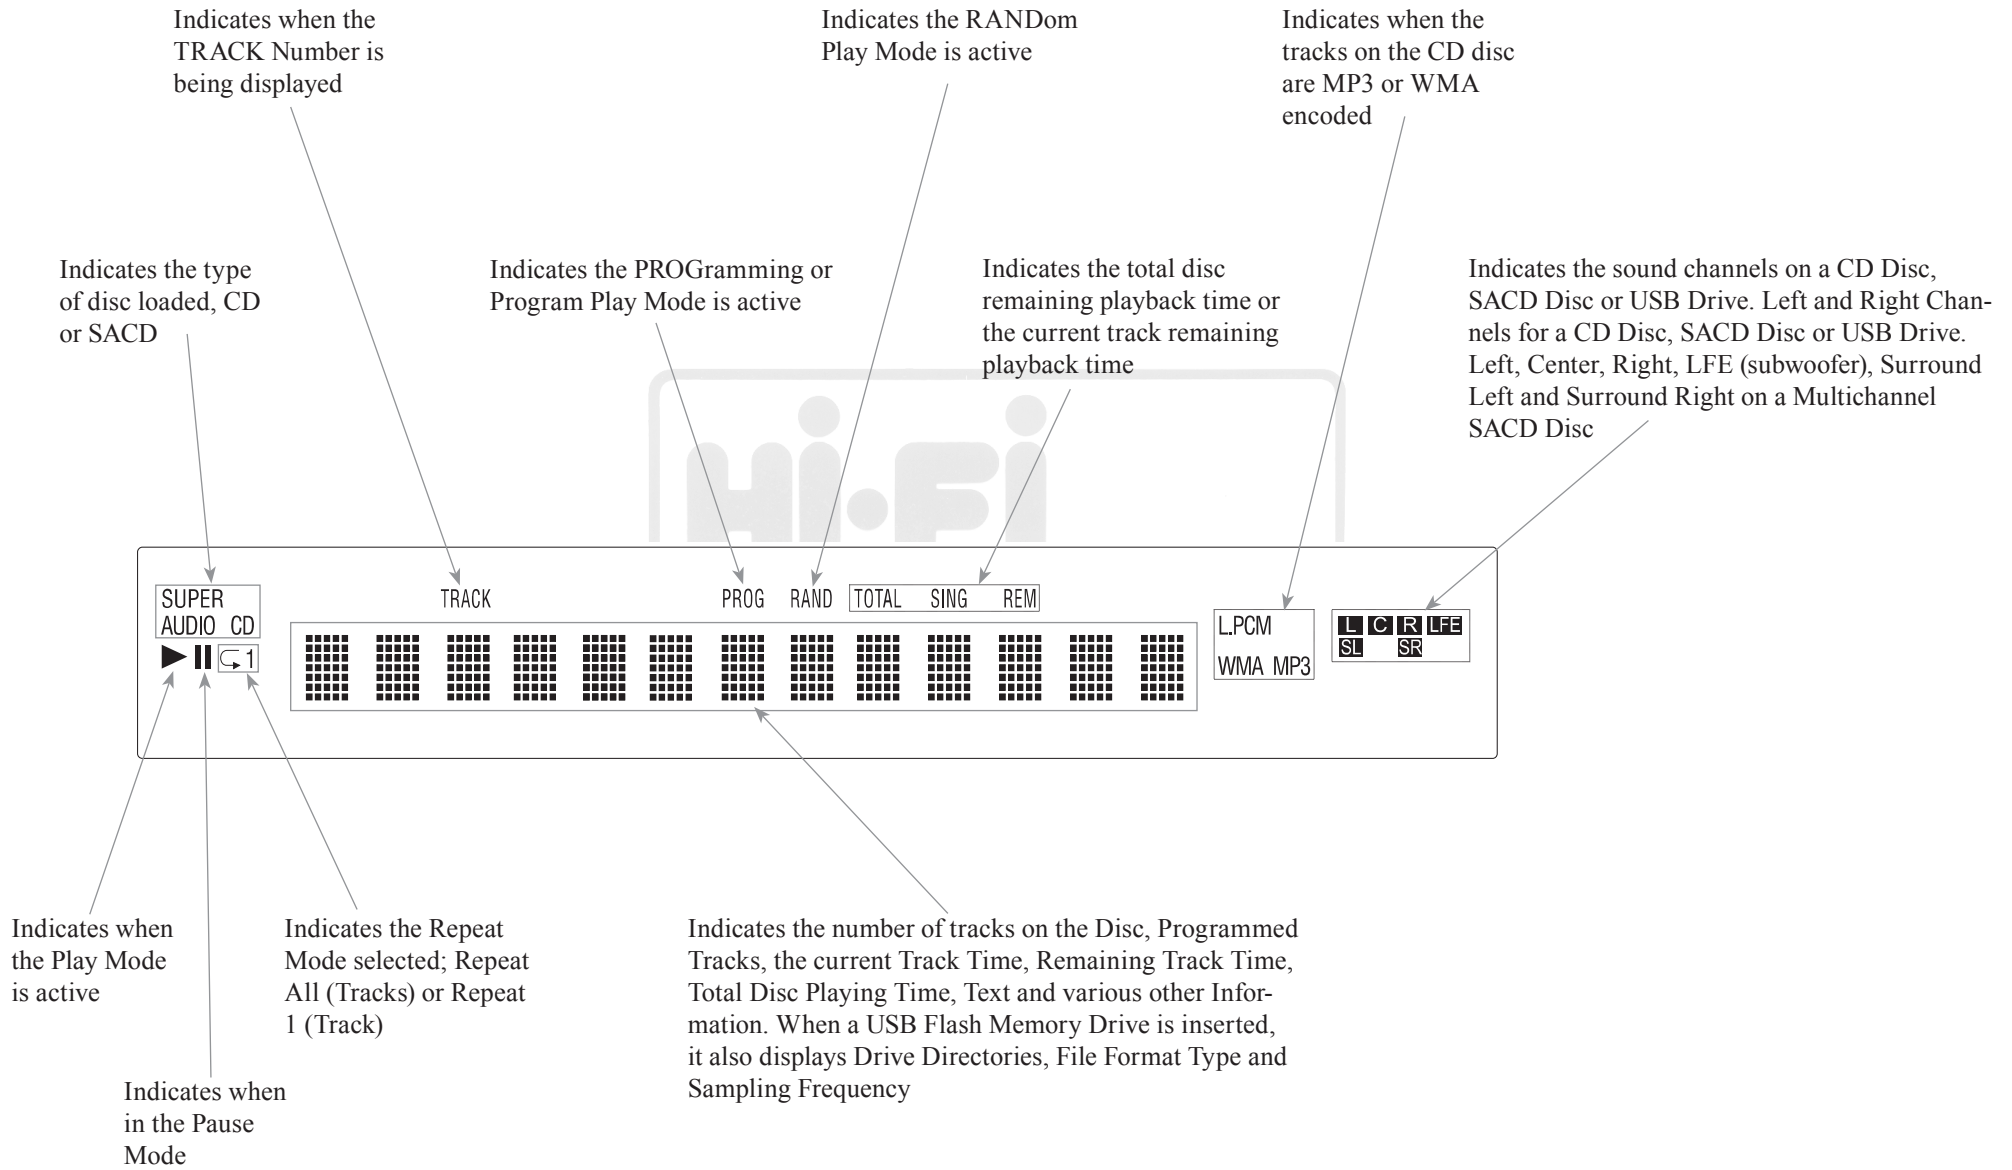 Indicates when the
TRACK Number is
being displayed
Indicates the RANDom
Play Mode is active
Indicates when the
tracks on the CD disc
are MP3 or WMA
encoded
Indicates the type
of disc loaded, CD
or SACD
Indicates the PROGramming or
Program Play Mode is active
Indicates the total disc
remaining playback time or
the current track remaining
playback time
Indicates the sound channels on a CD Disc,
SACD Disc or USB Drive. Left and Right Chan-
nels for a CD Disc, SACD Disc or USB Drive.
Left, Center, Right, LFE (subwoofer), Surround
Left and Surround Right on a Multichannel
SACD Disc
Hi-Fi
SUPER
AUDIO CD
1
TRACK
PROG RAND TOTAL SING REM
L.PCM
WMA MP3
L C R LFE
SL SR
Indicates when
the Play Mode
is active
Indicates the Repeat
Mode selected; Repeat
All (Tracks) or Repeat
1 (Track)
Indicates the number of tracks on the Disc, Programmed
Tracks, the current Track Time, Remaining Track Time,
Total Disc Playing Time, Text and various other Infor-
mation. When a USB Flash Memory Drive is inserted,
it also displays Drive Directories, File Format Type and
Sampling Frequency
Indicates when
in the Pause
Mode